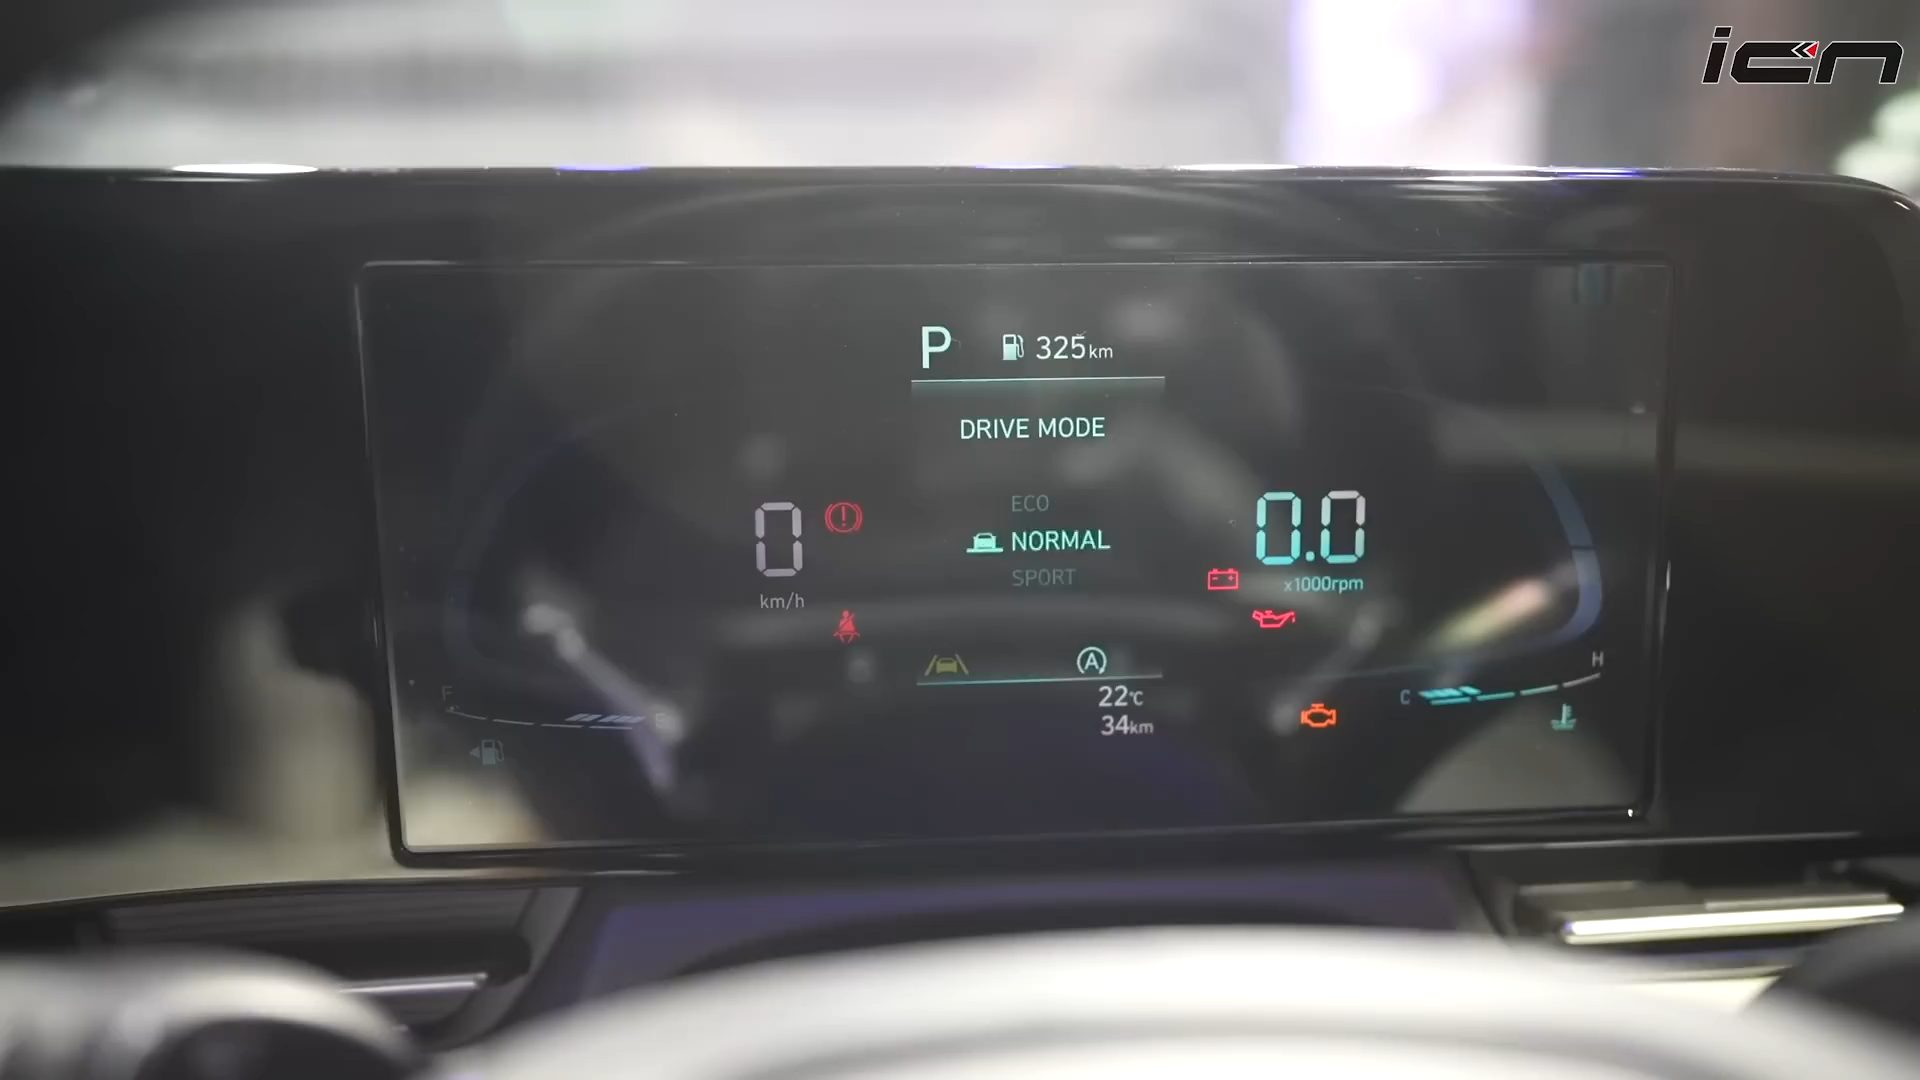 icn
P 325km
DRIVE MODE
ECO
NORMAL
SPORT
0
km/h
0.0
x1000rpm
A
22°C
34km
F
E
C
H